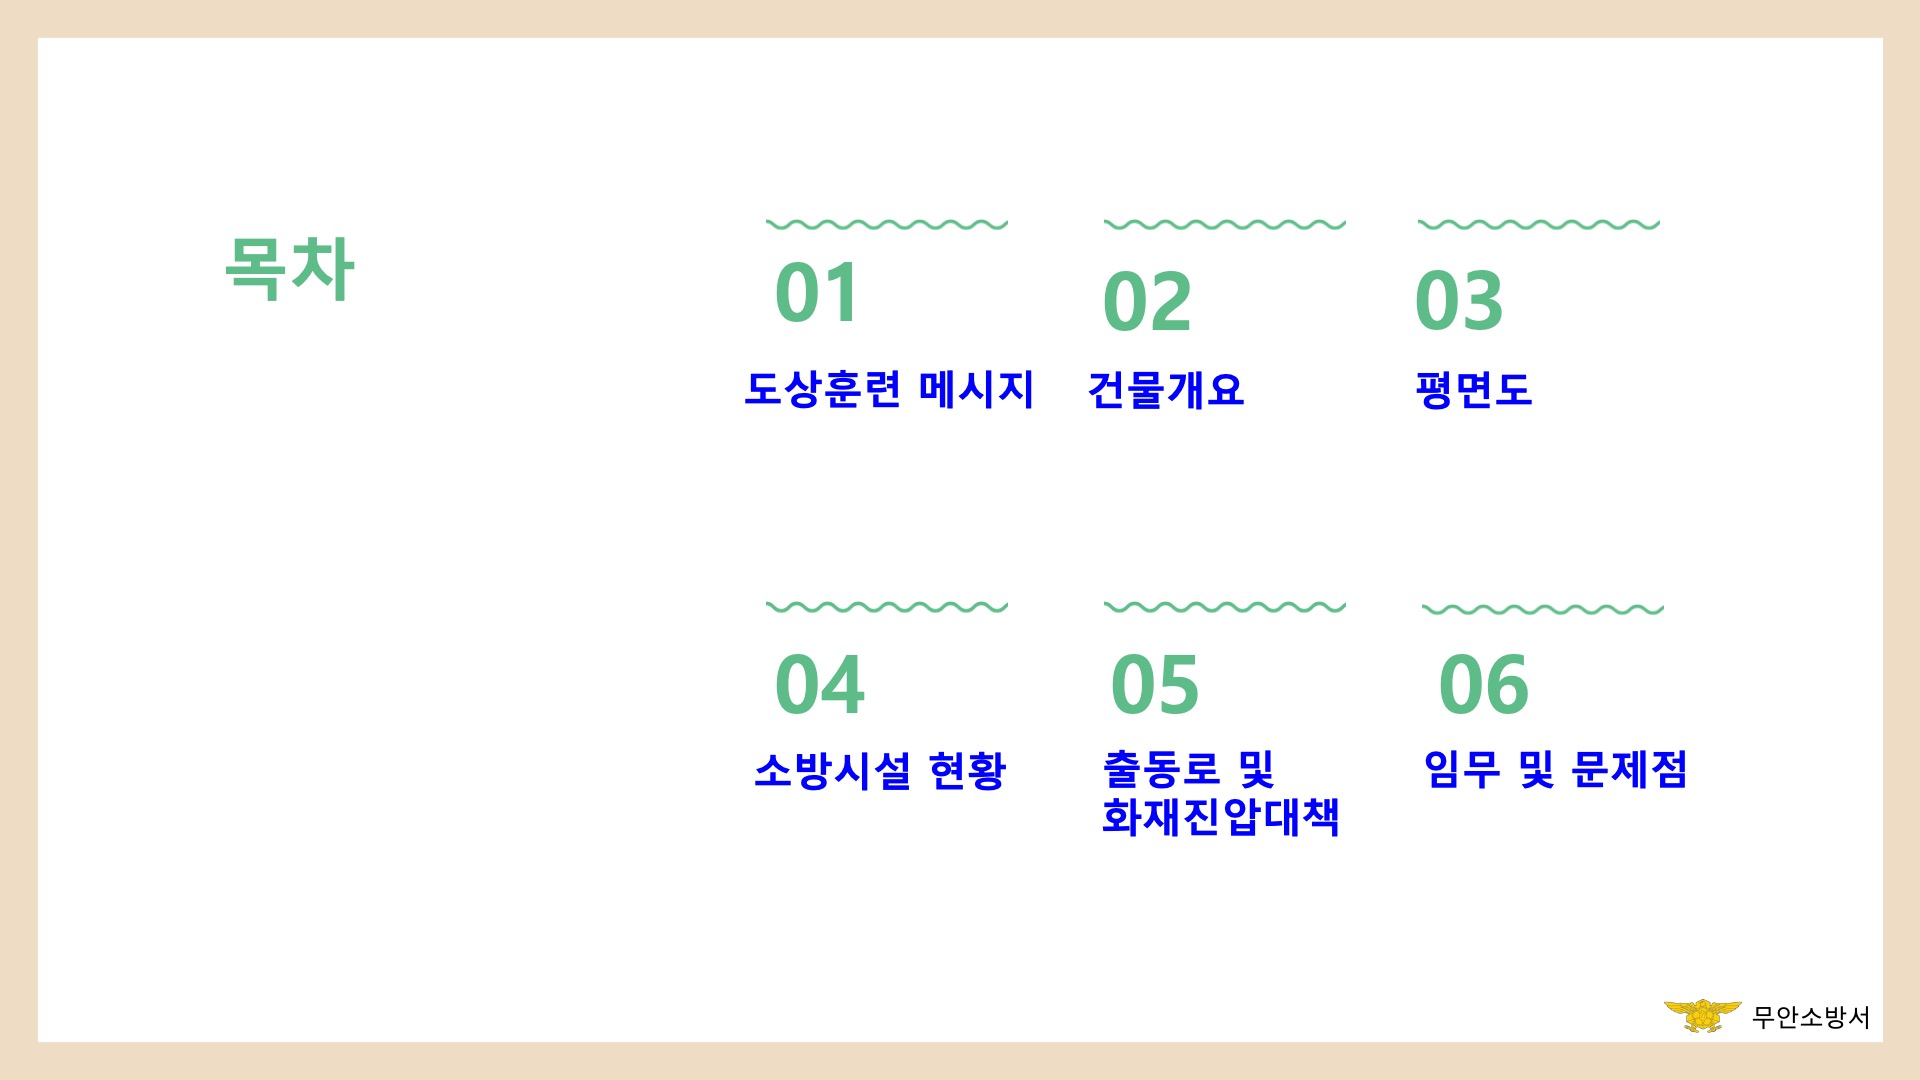 목차
01
도상훈련 메시지
02
건물개요
03
평면도
04
소방시설 현황
05
출동로 및
화재진압대책
06
임무 및 문제점
무안소방서